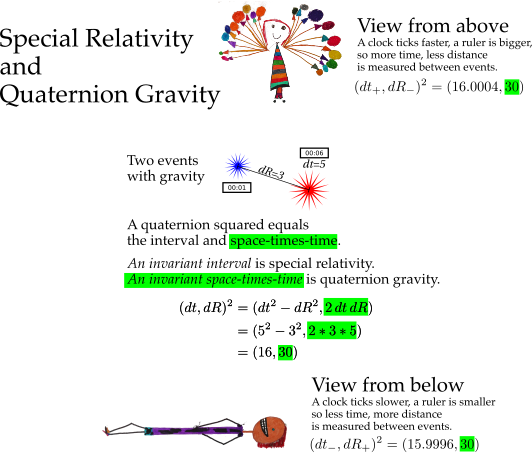 Special Relativity
and
Quaternion Gravity
View from above
A clock ticks faster, a ruler is bigger,
so more time, less distance
is measured between events.
(dt₊, dR₋)² = (16.0004, 30)
Two events
with gravity
00:06
dt=5
dR=3
00:01
A quaternion squared equals
the interval and space-times-time.
An invariant interval is special relativity.
An invariant space-times-time is quaternion gravity.
(dt, dR)² = (dt² − dR², 2 dt dR)
= (5² − 3², 2 ∗ 3 ∗ 5)
= (16, 30)
View from below
A clock ticks slower, a ruler is smaller
so less time, more distance
is measured between events.
(dt₋, dR₊)² = (15.9996, 30)